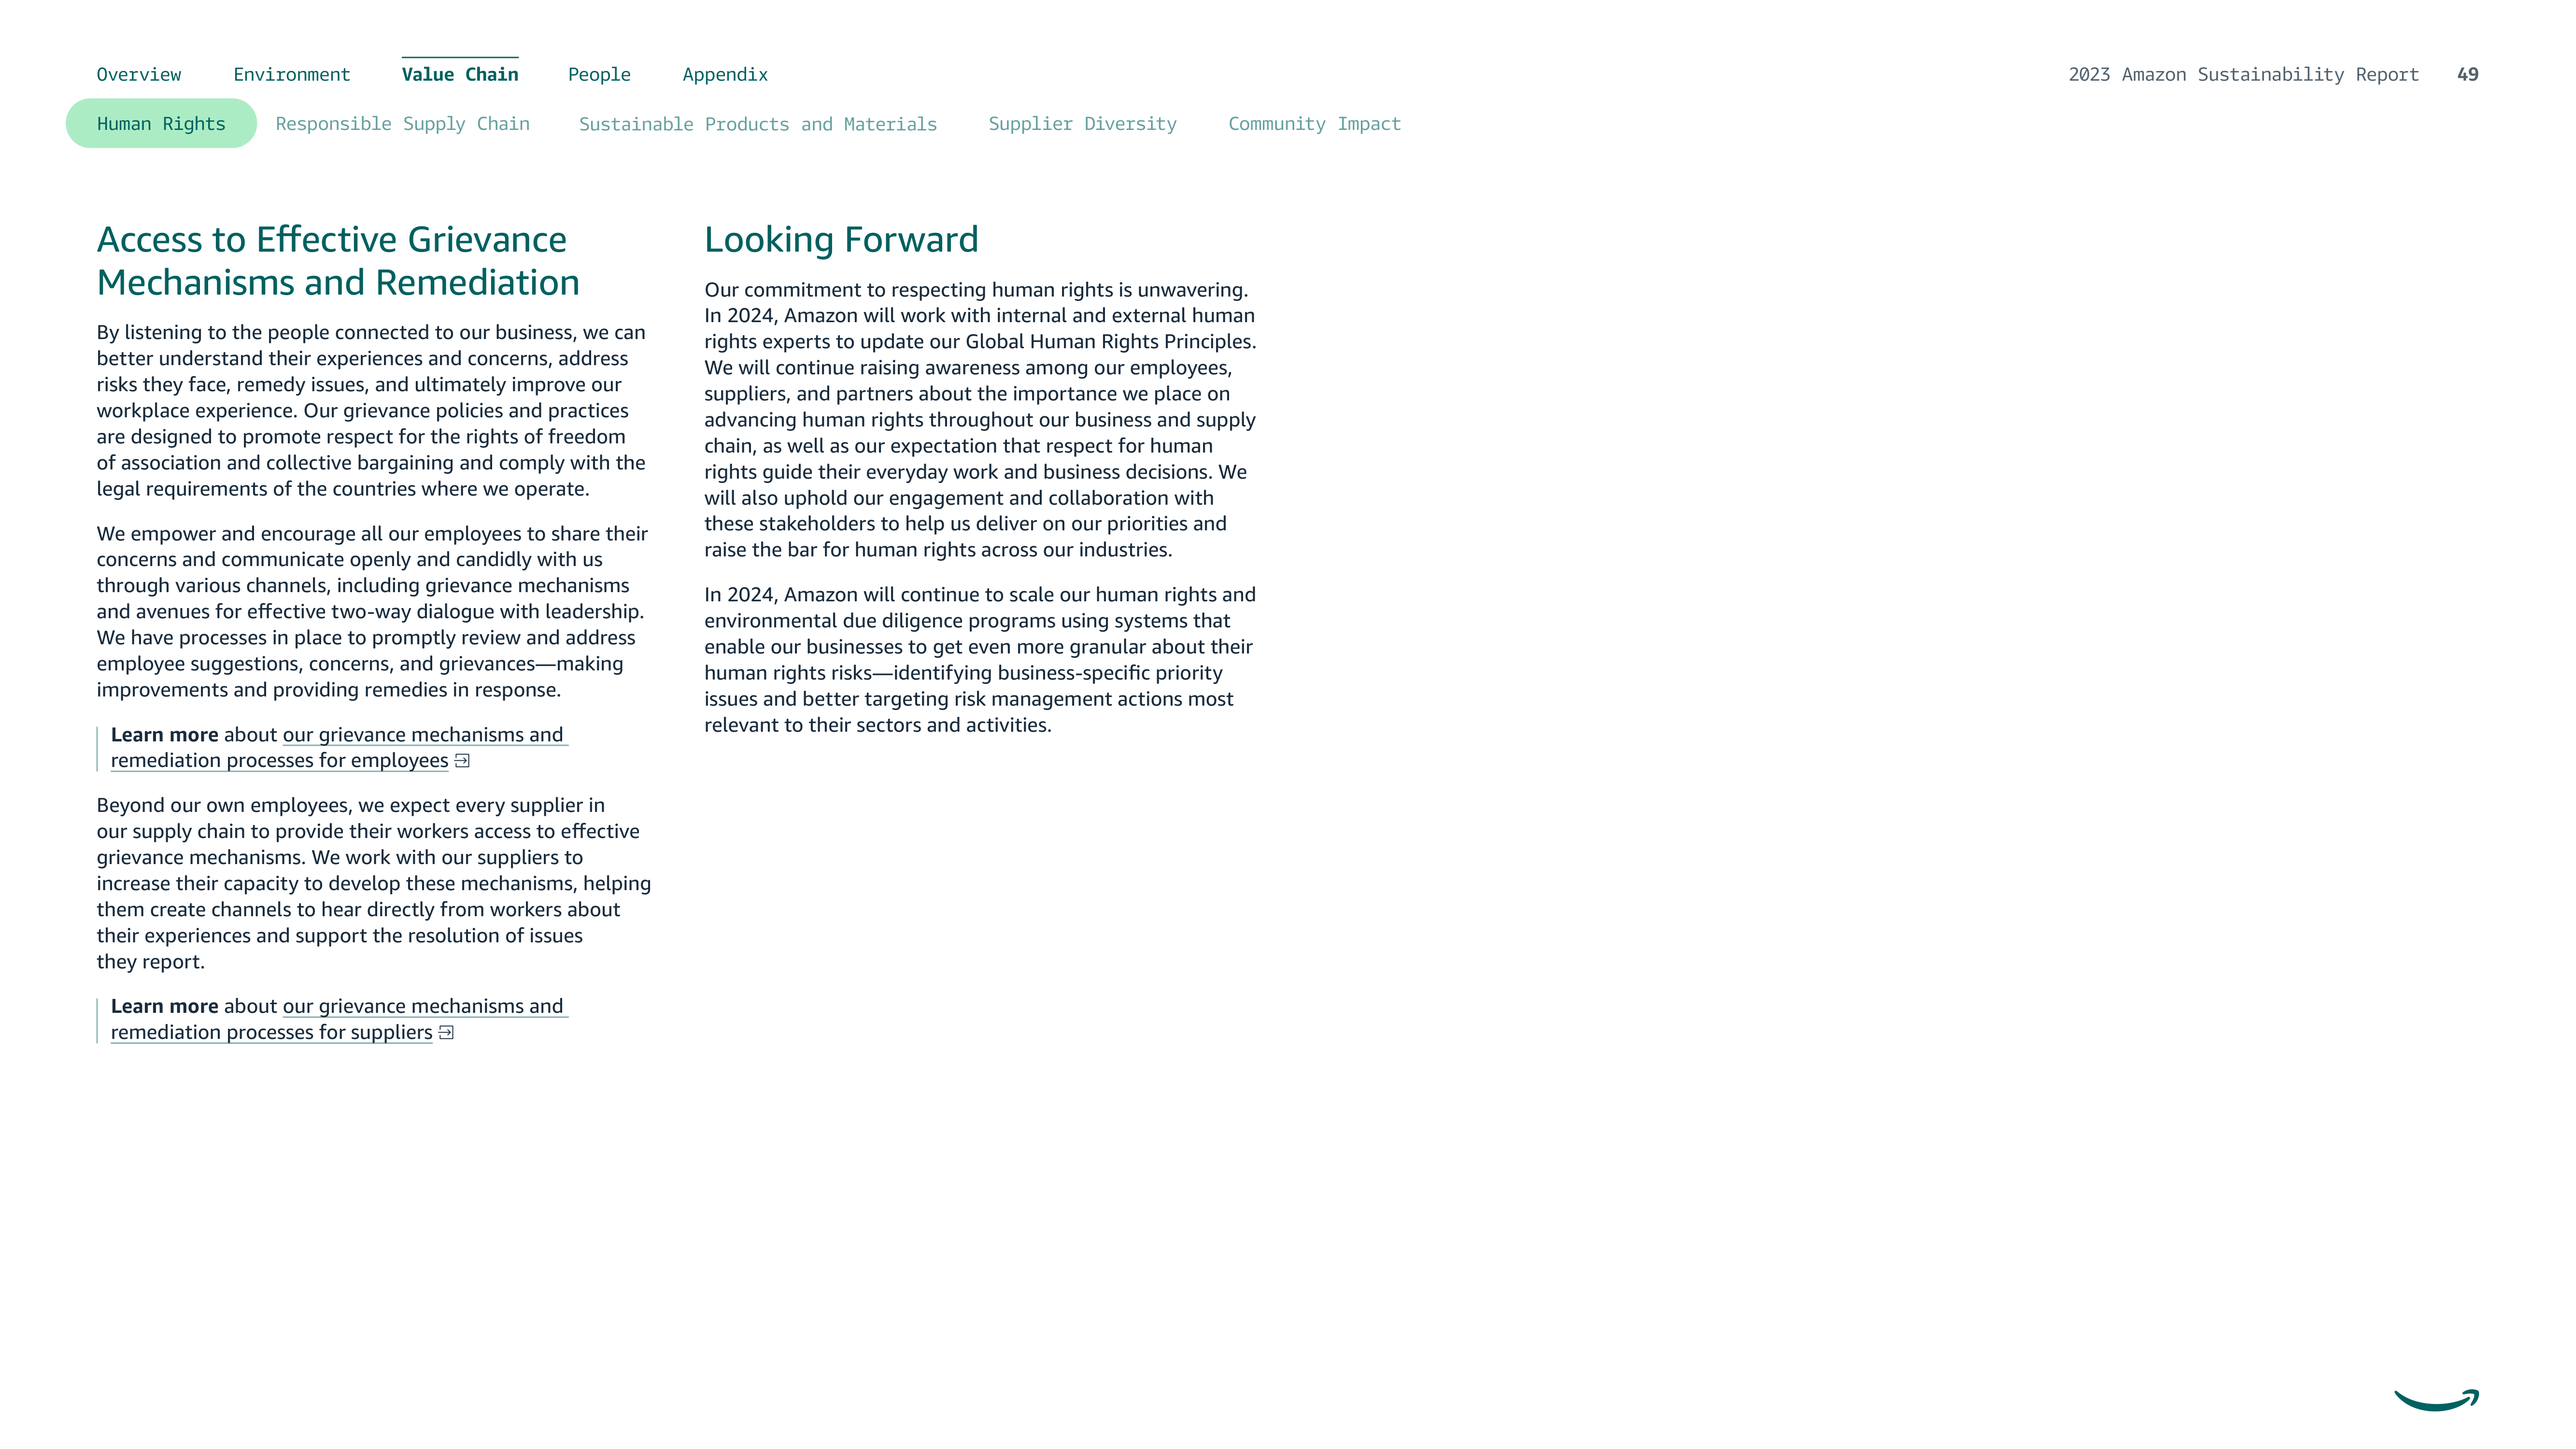 Overview Environment Value Chain People Appendix
2023 Amazon Sustainability Report 49
Human Rights Responsible Supply Chain Sustainable Products and Materials Supplier Diversity Community Impact
Access to Effective Grievance
Mechanisms and Remediation
By listening to the people connected to our business, we can
better understand their experiences and concerns, address
risks they face, remedy issues, and ultimately improve our
workplace experience. Our grievance policies and practices
are designed to promote respect for the rights of freedom
of association and collective bargaining and comply with the
legal requirements of the countries where we operate.
We empower and encourage all our employees to share their
concerns and communicate openly and candidly with us
through various channels, including grievance mechanisms
and avenues for effective two-way dialogue with leadership.
We have processes in place to promptly review and address
employee suggestions, concerns, and grievances—making
improvements and providing remedies in response.
Learn more about our grievance mechanisms and
remediation processes for employees
Beyond our own employees, we expect every supplier in
our supply chain to provide their workers access to effective
grievance mechanisms. We work with our suppliers to
increase their capacity to develop these mechanisms, helping
them create channels to hear directly from workers about
their experiences and support the resolution of issues
they report.
Learn more about our grievance mechanisms and
remediation processes for suppliers
Looking Forward
Our commitment to respecting human rights is unwavering.
In 2024, Amazon will work with internal and external human
rights experts to update our Global Human Rights Principles.
We will continue raising awareness among our employees,
suppliers, and partners about the importance we place on
advancing human rights throughout our business and supply
chain, as well as our expectation that respect for human
rights guide their everyday work and business decisions. We
will also uphold our engagement and collaboration with
these stakeholders to help us deliver on our priorities and
raise the bar for human rights across our industries.
In 2024, Amazon will continue to scale our human rights and
environmental due diligence programs using systems that
enable our businesses to get even more granular about their
human rights risks—identifying business-specific priority
issues and better targeting risk management actions most
relevant to their sectors and activities.